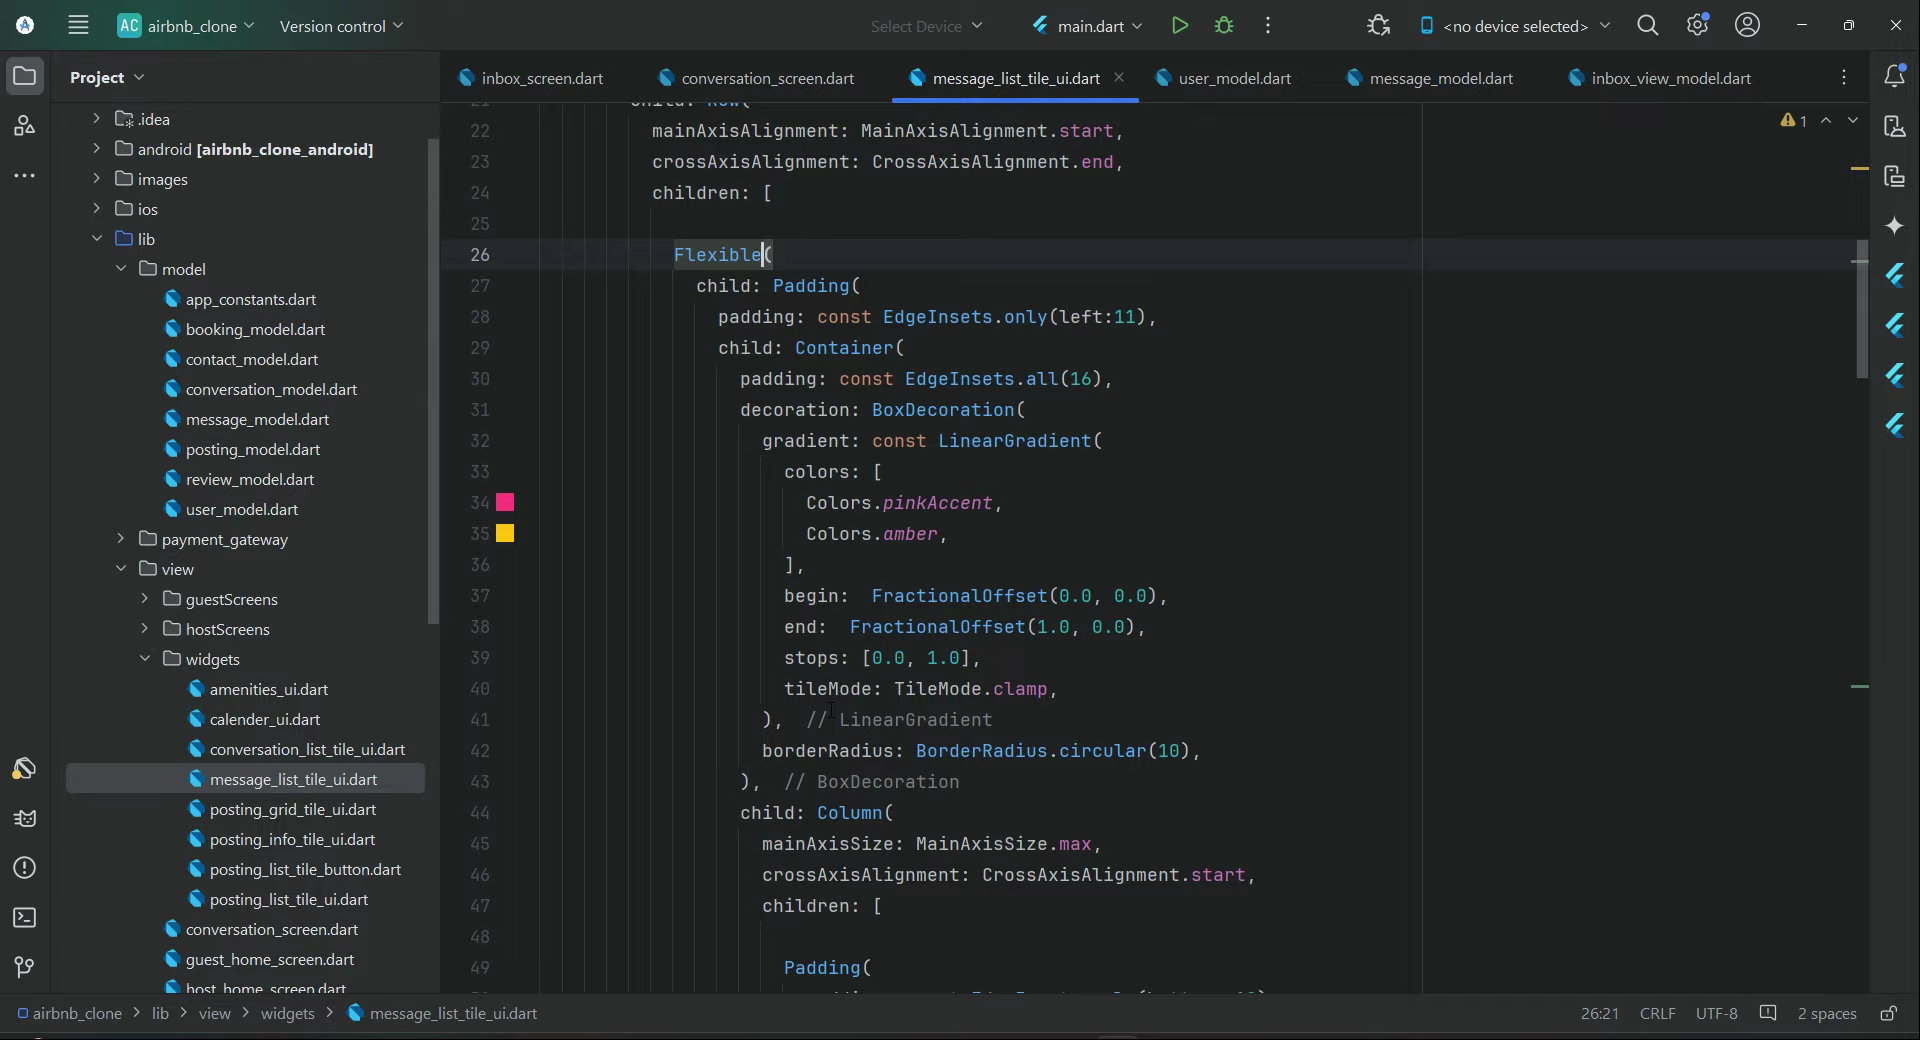 AC airbnb_clone Version control Select Device main.dart <no device selected>
Project
inbox_screen.dart conversation_screen.dart message_list_tile_ui.dart user_model.dart message_model.dart inbox_view_model.dart
.idea
android [airbnb_clone_android]
images
ios
lib
model
app_constants.dart
booking_model.dart
contact_model.dart
conversation_model.dart
message_model.dart
posting_model.dart
review_model.dart
user_model.dart
payment_gateway
view
guestScreens
hostScreens
widgets
amenities_ui.dart
calender_ui.dart
conversation_list_tile_ui.dart
message_list_tile_ui.dart
posting_grid_tile_ui.dart
posting_info_tile_ui.dart
posting_list_tile_button.dart
posting_list_tile_ui.dart
conversation_screen.dart
guest_home_screen.dart
host_home_screen.dart
1
21 child: Row(
22 mainAxisAlignment: MainAxisAlignment.start,
23 crossAxisAlignment: CrossAxisAlignment.end,
24 children: [
25
26 Flexible(
27 child: Padding(
28 padding: const EdgeInsets.only(left:11),
29 child: Container(
30 padding: const EdgeInsets.all(16),
31 decoration: BoxDecoration(
32 gradient: const LinearGradient(
33 colors: [
34 Colors.pinkAccent,
35 Colors.amber,
36 ],
37 begin: FractionalOffset(0.0, 0.0),
38 end: FractionalOffset(1.0, 0.0),
39 stops: [0.0, 1.0],
40 tileMode: TileMode.clamp,
41 ), // LinearGradient
42 borderRadius: BorderRadius.circular(10),
43 ), // BoxDecoration
44 child: Column(
45 mainAxisSize: MainAxisSize.max,
46 crossAxisAlignment: CrossAxisAlignment.start,
47 children: [
48
49 Padding(
airbnb_clone > lib > view > widgets > message_list_tile_ui.dart 26:21 CRLF UTF-8 2 spaces